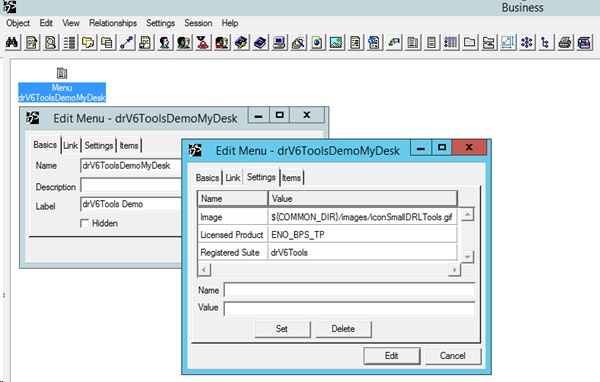 Business
Object Edit View Relationships Settings Session Help
Menu
drV6ToolsDemoMyDesk
Edit Menu - drV6ToolsDemoMyDesk
Basics Link Settings Items
Name drV6ToolsDemoMyDesk
Description
Label drV6Tools Demo
Hidden
Edit Menu - drV6ToolsDemoMyDesk
Basics Link Settings Items
Name Value
Image ${COMMON_DIR}/images/iconSmallDRLTools.gif
Licensed Product ENO_BPS_TP
Registered Suite drV6Tools
Name
Value
Set Delete
Edit Cancel